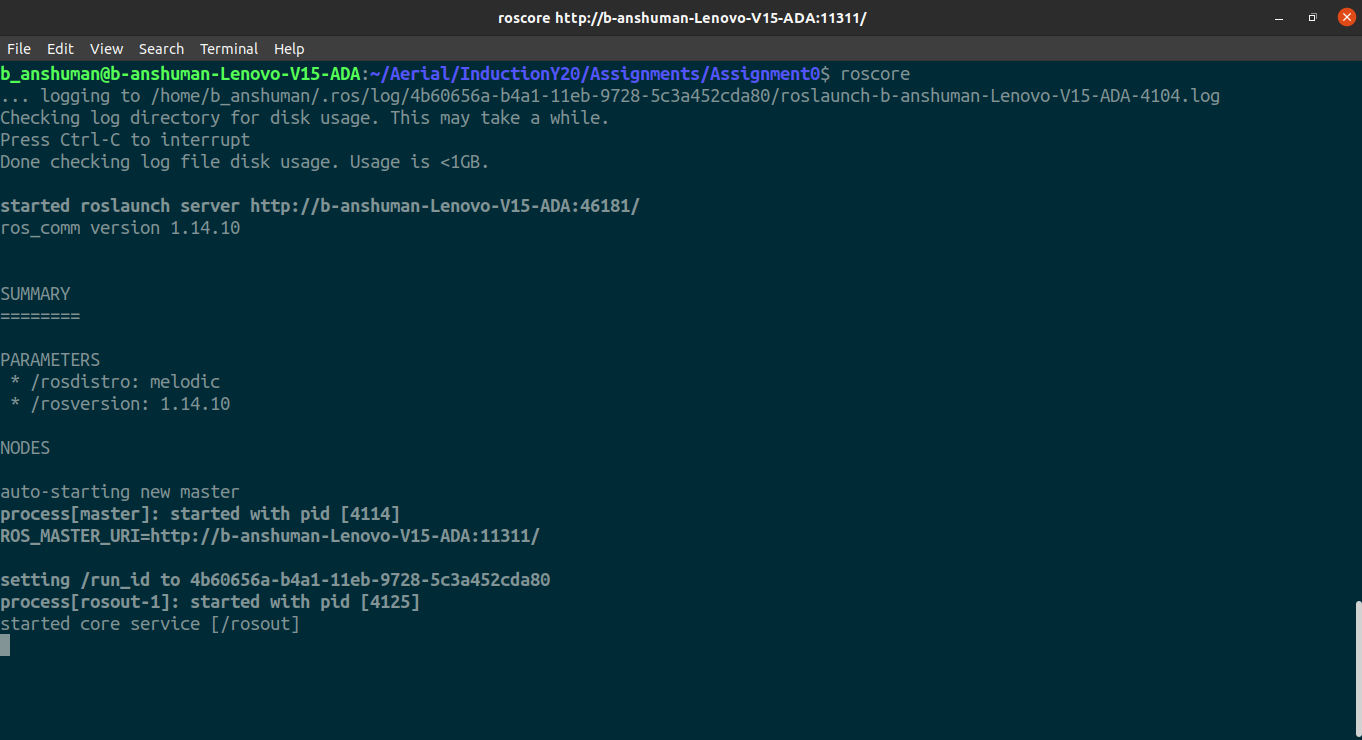 roscore http://b-anshuman-Lenovo-V15-ADA:11311/
File Edit View Search Terminal Help
b_anshuman@b-anshuman-Lenovo-V15-ADA:~/Aerial/InductionY20/Assignments/Assignment0$ roscore
... logging to /home/b_anshuman/.ros/log/4b60656a-b4a1-11eb-9728-5c3a452cda80/roslaunch-b-anshuman-Lenovo-V15-ADA-4104.log
Checking log directory for disk usage. This may take a while.
Press Ctrl-C to interrupt
Done checking log file disk usage. Usage is <1GB.
started roslaunch server http://b-anshuman-Lenovo-V15-ADA:46181/
ros_comm version 1.14.10
SUMMARY
========
PARAMETERS
 * /rosdistro: melodic
 * /rosversion: 1.14.10
NODES
auto-starting new master
process[master]: started with pid [4114]
ROS_MASTER_URI=http://b-anshuman-Lenovo-V15-ADA:11311/
setting /run_id to 4b60656a-b4a1-11eb-9728-5c3a452cda80
process[rosout-1]: started with pid [4125]
started core service [/rosout]